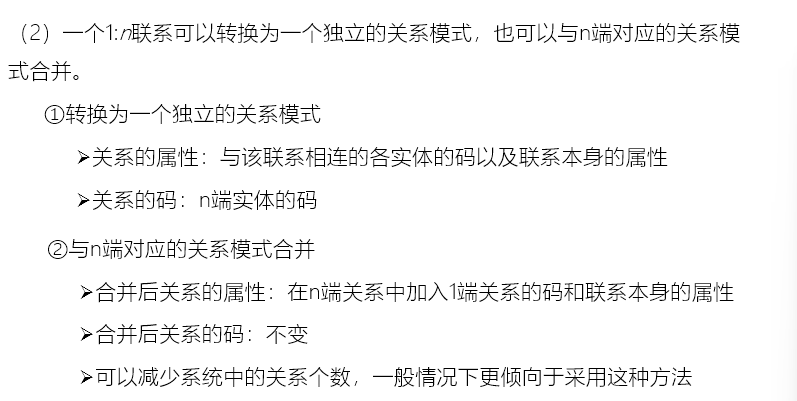 （2）一个1:n联系可以转换为一个独立的关系模式，也可以与n端对应的关系模
式合并。
①转换为一个独立的关系模式
➢关系的属性：与该联系相连的各实体的码以及联系本身的属性
➢关系的码：n端实体的码
②与n端对应的关系模式合并
➢合并后关系的属性：在n端关系中加入1端关系的码和联系本身的属性
➢合并后关系的码：不变
➢可以减少系统中的关系个数，一般情况下更倾向于采用这种方法